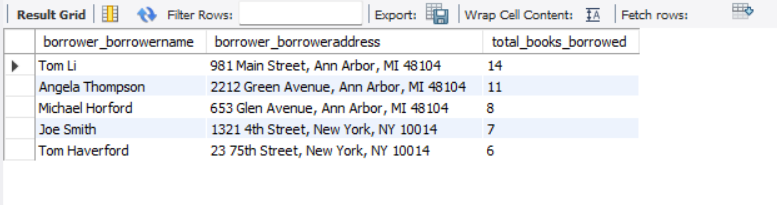 Result Grid Filter Rows: Export: Wrap Cell Content: Fetch rows:
borrower_borrowername borrower_borroweraddress total_books_borrowed
Tom Li 981 Main Street, Ann Arbor, MI 48104 14
Angela Thompson 2212 Green Avenue, Ann Arbor, MI 48104 11
Michael Horford 653 Glen Avenue, Ann Arbor, MI 48104 8
Joe Smith 1321 4th Street, New York, NY 10014 7
Tom Haverford 23 75th Street, New York, NY 10014 6